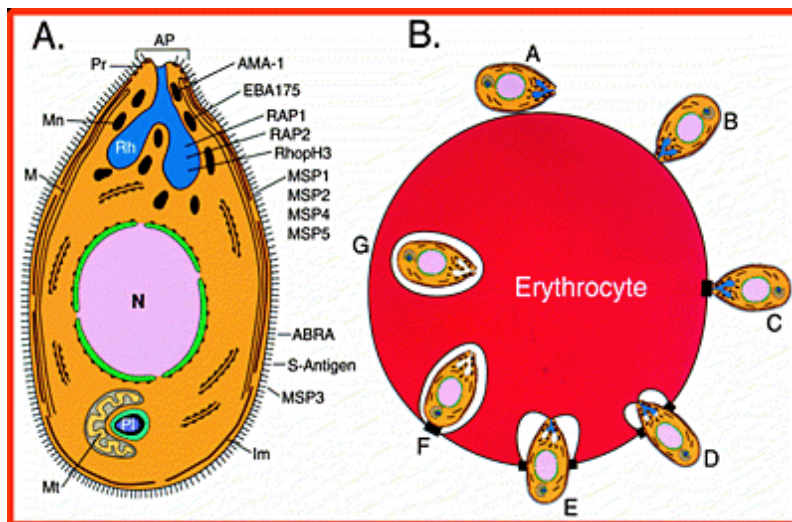 A.
AP
Pr
AMA-1
EBA175
Mn
RAP1
RAP2
Rh
RhopH3
M
MSP1
MSP2
MSP4
MSP5
N
ABRA
S-Antigen
MSP3
Pl
Im
Mt
B.
A
B
G
Erythrocyte
C
F
D
E